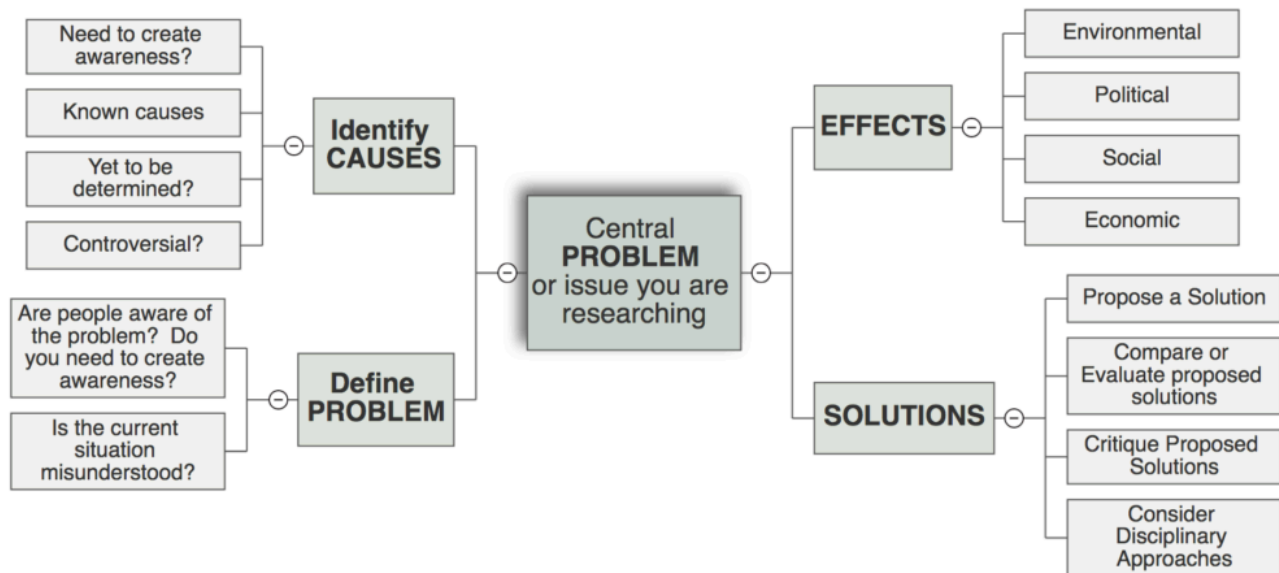 Need to create
awareness?
Known causes
Yet to be
determined?
Controversial?
Identify
CAUSES
Are people aware of
the problem? Do
you need to create
awareness?
Is the current
situation
misunderstood?
Define
PROBLEM
Central
PROBLEM
or issue you are
researching
EFFECTS
Environmental
Political
Social
Economic
SOLUTIONS
Propose a Solution
Compare or
Evaluate proposed
solutions
Critique Proposed
Solutions
Consider
Disciplinary
Approaches